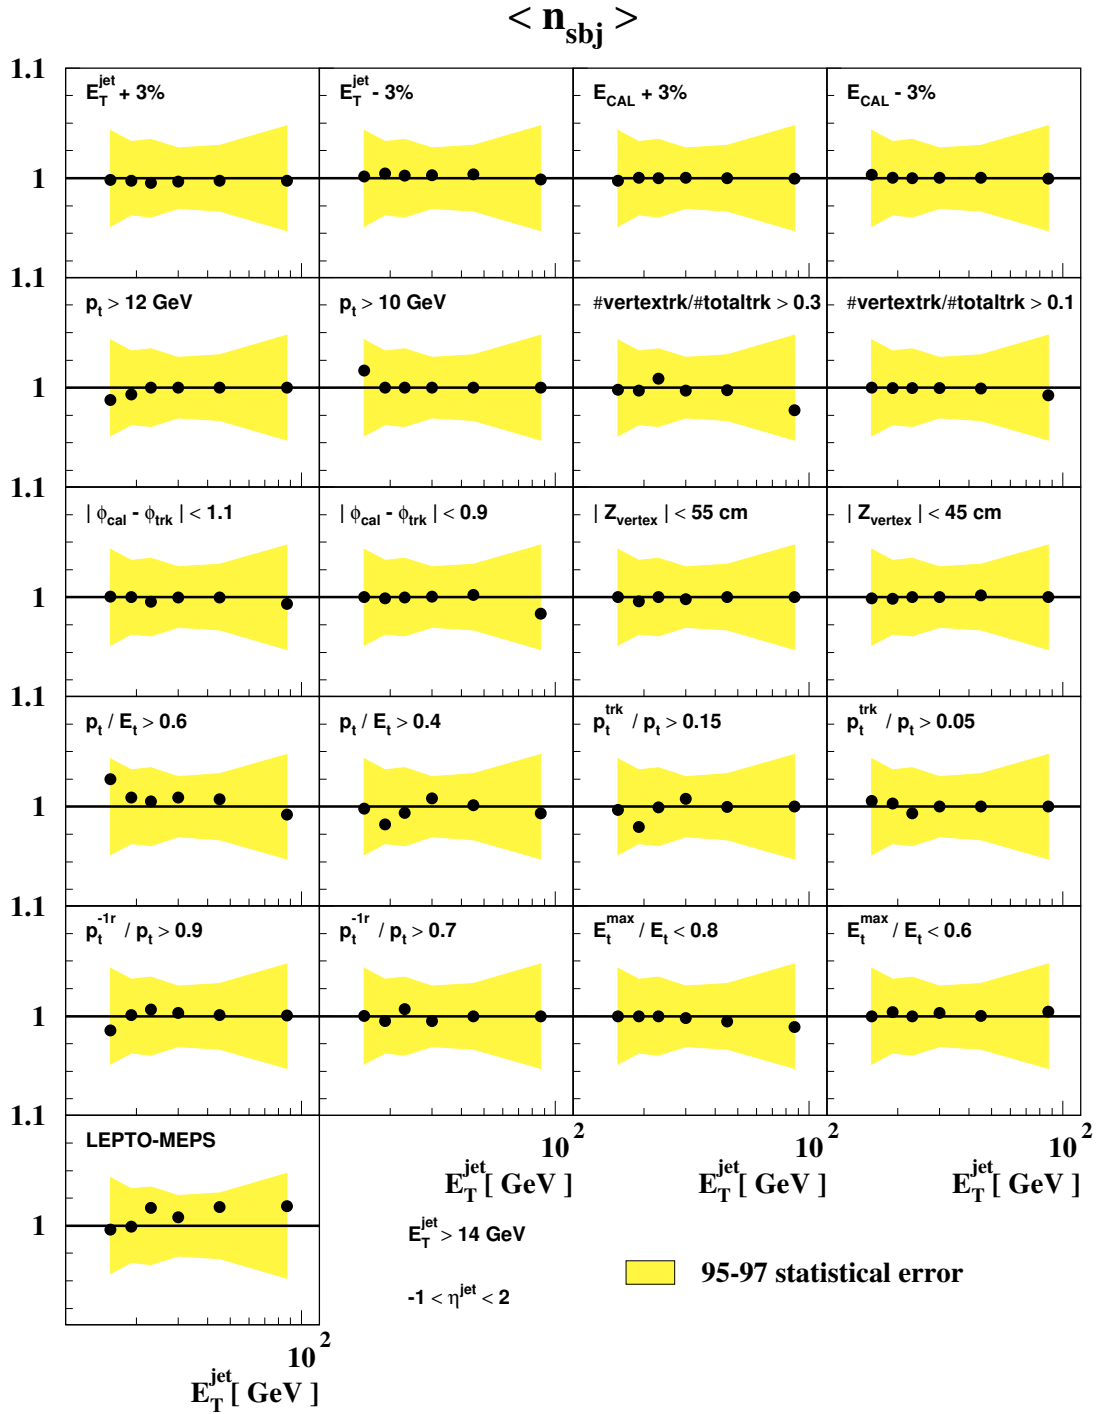 < n_sbj >
1.1
E_T^jet + 3%
E_T^jet - 3%
E_CAL + 3%
E_CAL - 3%
1
1.1
p_t > 12 GeV
p_t > 10 GeV
#vertextrk/#totaltrk > 0.3
#vertextrk/#totaltrk > 0.1
1
1.1
| ϕ_cal - ϕ_trk | < 1.1
| ϕ_cal - ϕ_trk | < 0.9
| Z_vertex | < 55 cm
| Z_vertex | < 45 cm
1
1.1
p_t / E_t > 0.6
p_t / E_t > 0.4
p_t^trk / p_t > 0.15
p_t^trk / p_t > 0.05
1
1.1
p_t^-1r / p_t > 0.9
p_t^-1r / p_t > 0.7
E_t^max / E_t < 0.8
E_t^max / E_t < 0.6
1
1.1
LEPTO-MEPS
10^2
10^2
10^2
E_T^jet [ GeV ]
E_T^jet [ GeV ]
E_T^jet [ GeV ]
1
E_T^jet > 14 GeV
95-97 statistical error
-1 < η^jet < 2
10^2
E_T^jet [ GeV ]